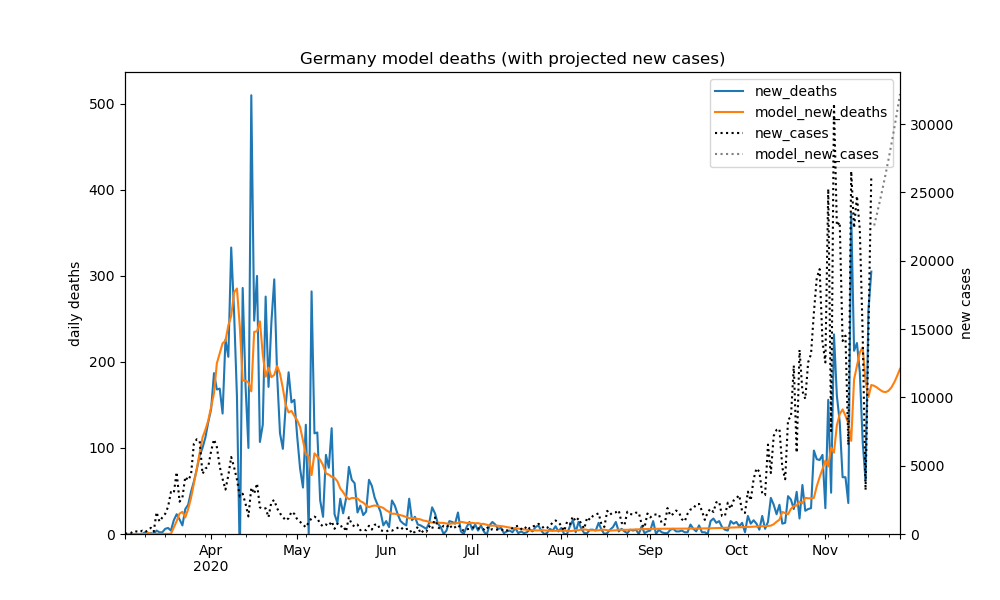 Germany model deaths (with projected new cases)
new_deaths
model_new_deaths
new_cases
model_new_cases
500
400
300
200
100
0
daily deaths
30000
25000
20000
15000
10000
5000
0
new cases
Apr
2020
May
Jun
Jul
Aug
Sep
Oct
Nov